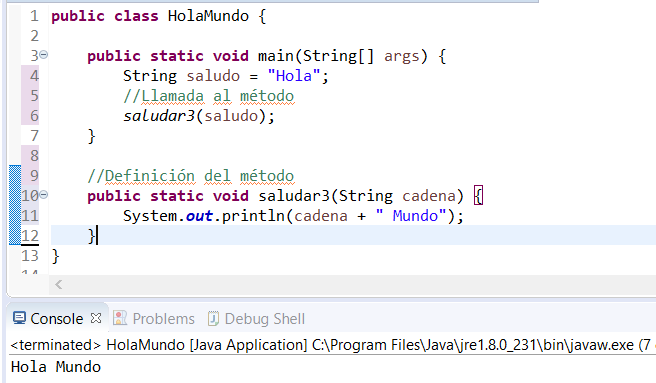 1 public class HolaMundo {
2
3 public static void main(String[] args) {
4 String saludo = "Hola";
5 //Llamada al método
6 saludar3(saludo);
7 }
8
9 //Definición del método
10 public static void saludar3(String cadena) {
11 System.out.println(cadena + " Mundo");
12 }
13 }
14
Console Problems Debug Shell
<terminated> HolaMundo [Java Application] C:\Program Files\Java\jre1.8.0_231\bin\javaw.exe (7
Hola Mundo